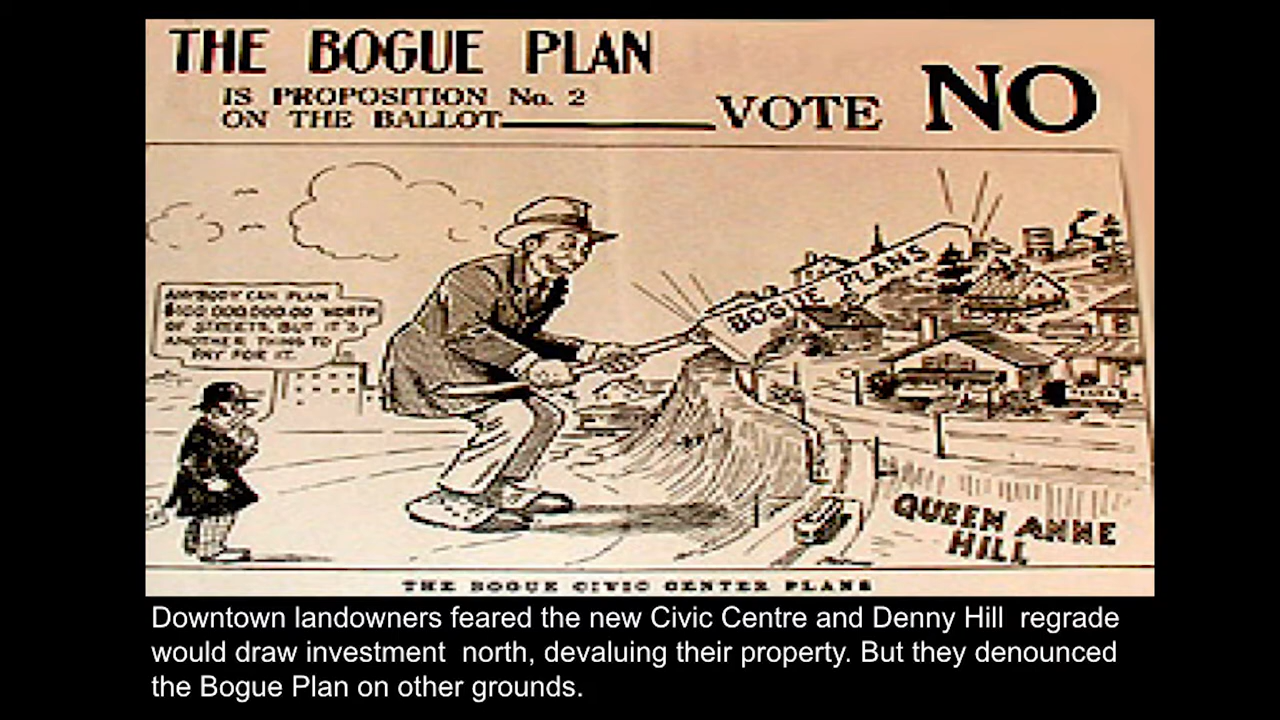 THE BOGUE PLAN
IS PROPOSITION No. 2
ON THE BALLOT
VOTE NO
ANYBODY CAN PLAN
$100,000,000.00 WORTH
OF STREETS, BUT IT'S
ANOTHER THING TO
PAY FOR IT.
BOGUE PLANS
QUEEN ANNE
HILL
THE BOGUE CIVIC CENTER PLANS
Downtown landowners feared the new Civic Centre and Denny Hill regrade
would draw investment north, devaluing their property. But they denounced
the Bogue Plan on other grounds.